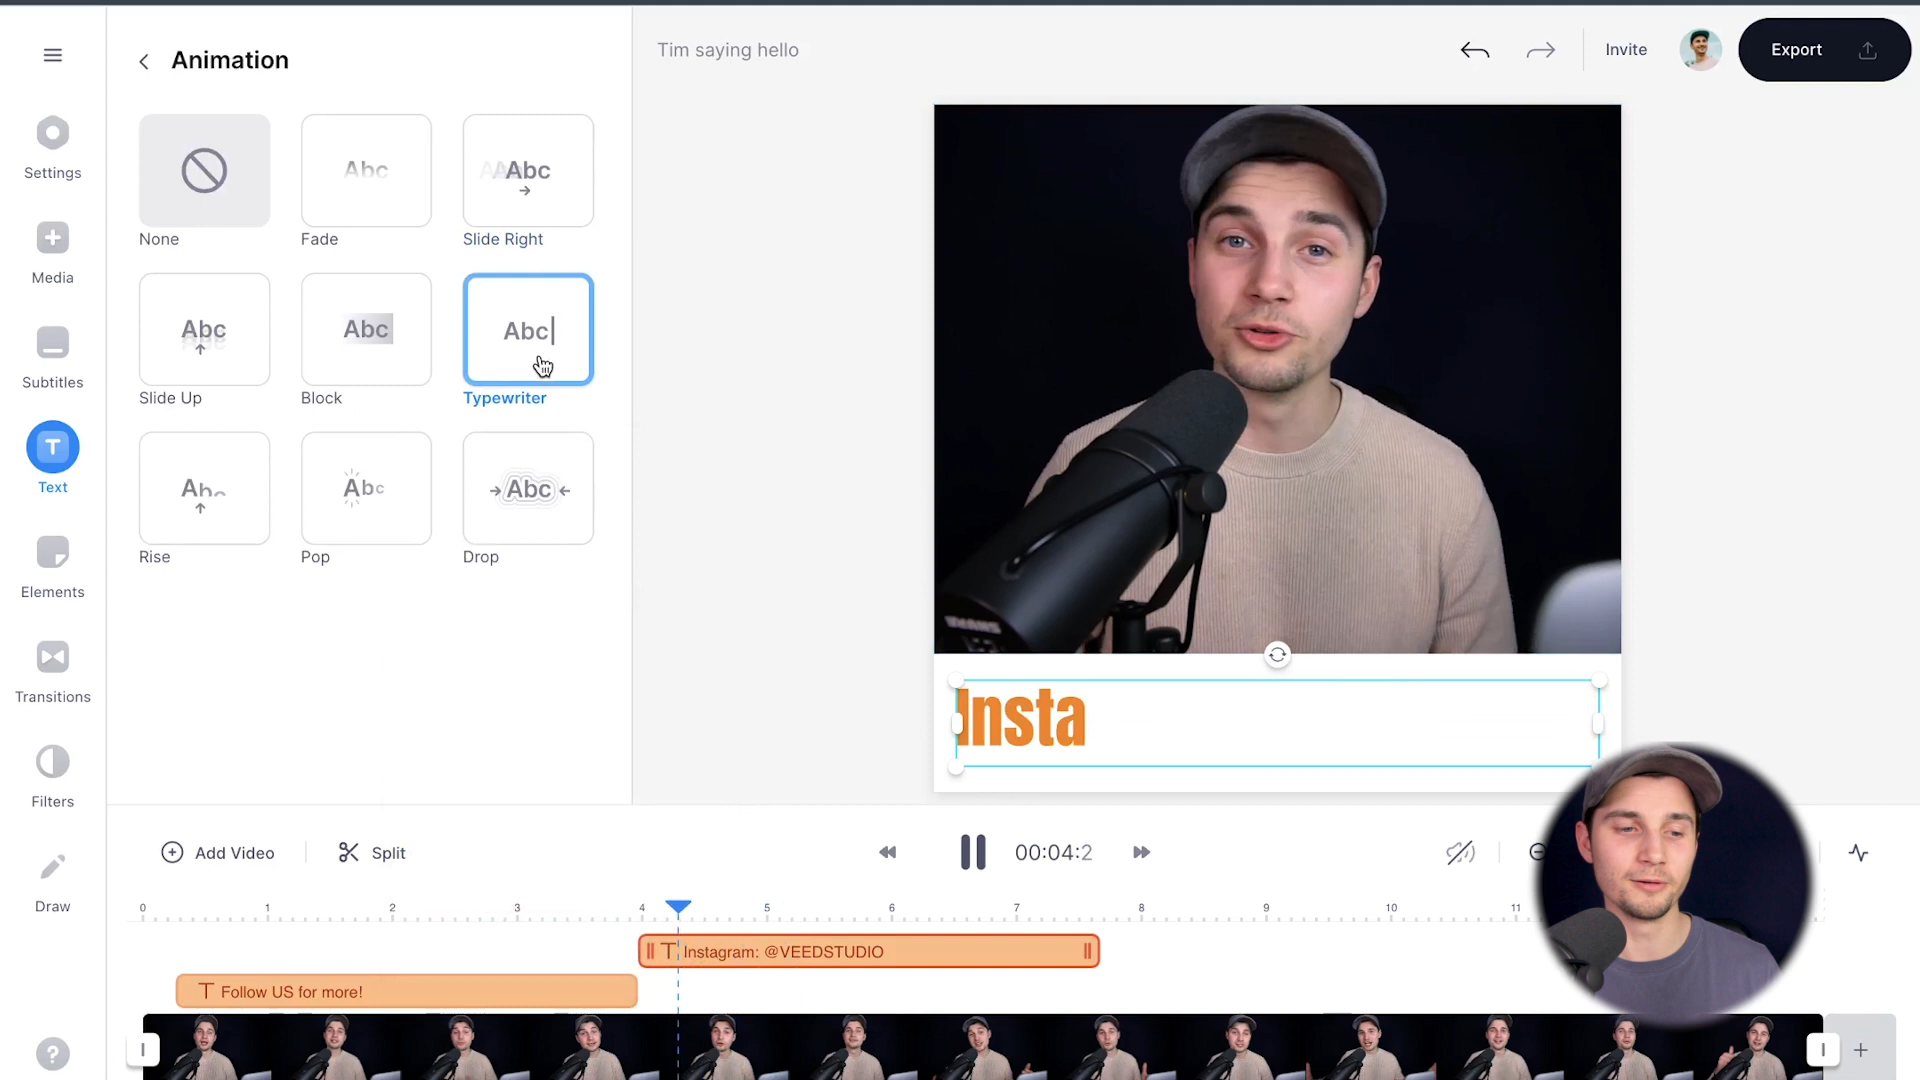 Animation
Tim saying hello
Invite
Export
Settings
Media
Subtitles
T
Text
Elements
Transitions
Filters
Draw
?
Abc
None
Fade
Abc
Slide Right
Abc
Slide Up
Abc
Block
Abc
Typewriter
Abc
Rise
Abc
Pop
Abc
Drop
Insta
Add Video
Split
00:04:2
0 1 2 3 4 5 6 7 8 9 10 11
T Instagram: @VEEDSTUDIO
T Follow US for more!